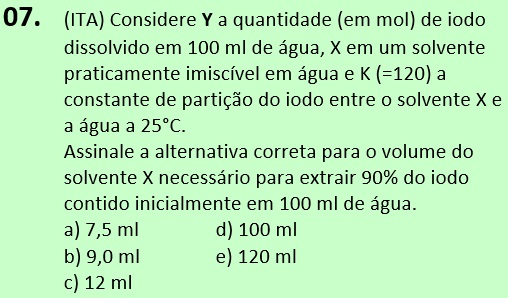 07. (ITA) Considere Y a quantidade (em mol) de iodo
dissolvido em 100 ml de água, X em um solvente
praticamente imiscível em água e K (=120) a
constante de partição do iodo entre o solvente X e
a água a 25°C.
Assinale a alternativa correta para o volume do
solvente X necessário para extrair 90% do iodo
contido inicialmente em 100 ml de água.
a) 7,5 ml d) 100 ml
b) 9,0 ml e) 120 ml
c) 12 ml